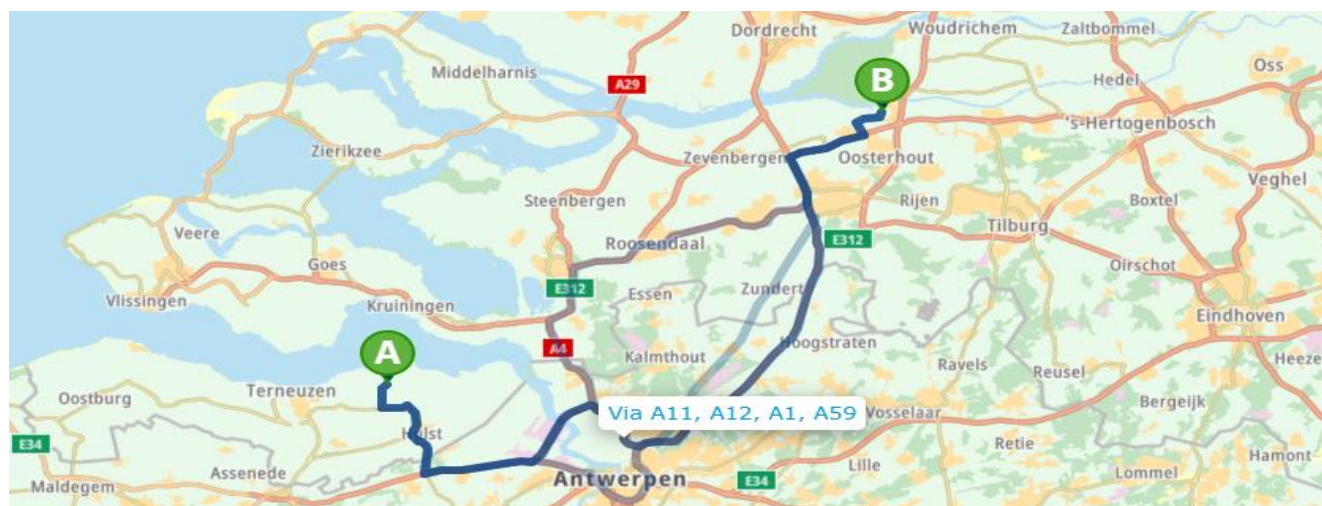 Dordrecht
Woudrichem
Zaltbommel
Middelharnis
A29
B
Hedel
Oss
's-Hertogenbosch
Zierikzee
Zevenbergen
Oosterhout
Veghel
Steenbergen
Rijen
Boxtel
Veere
Roosendaal
E312
Tilburg
Goes
Oirschot
Vlissingen
Kruiningen
E312
Essen
Zundert
Eindhoven
A
A4
Kalmthout
Hoogstraten
Ravels
Reusel
Heeze
Oostburg
Terneuzen
Via A11, A12, A1, A59
Vosselaar
Bergeijk
E34
Hulst
Retie
Hamont
Assenede
Lille
Lommel
Maldegem
Antwerpen
E34